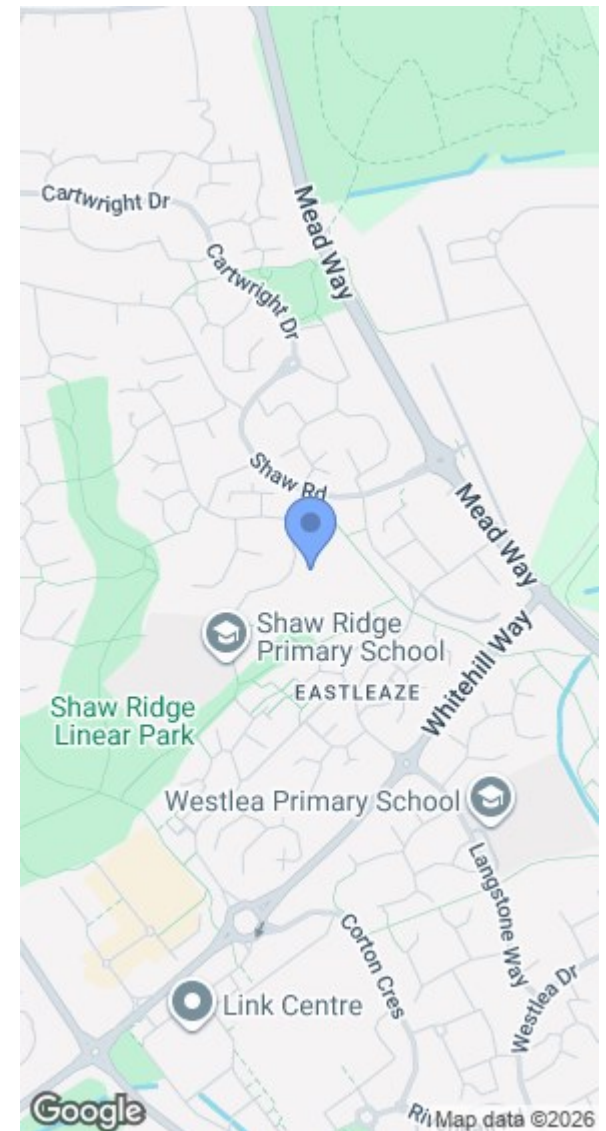 Cartwright Dr
Mead Way
Cartwright Dr
Shaw Rd
Mead Way
Shaw Ridge
Primary School
Whitehill Way
EASTLEAZE
Shaw Ridge
Linear Park
Westlea Primary School
Langstone Way
Corton Cres
Westlea Dr
Link Centre
Google
Map data ©2026